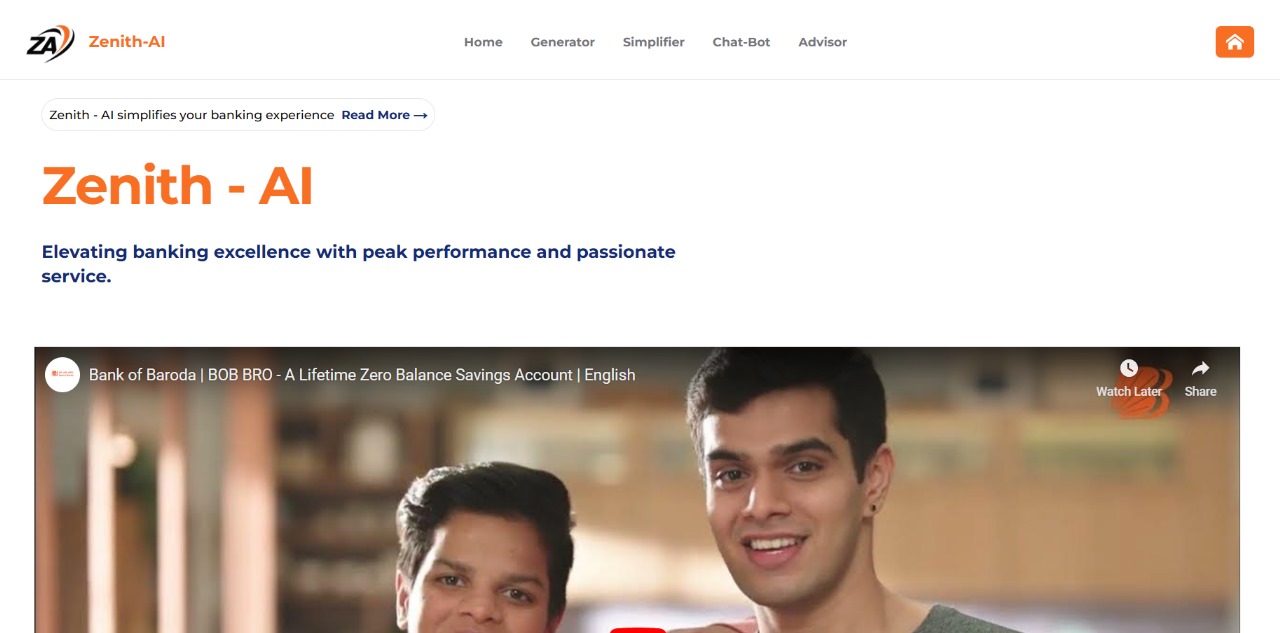 ZA
Zenith-AI
Home
Generator
Simplifier
Chat-Bot
Advisor
Zenith - AI simplifies your banking experience Read More →
Zenith - AI
Elevating banking excellence with peak performance and passionate
service.
Bank of Baroda | BOB BRO - A Lifetime Zero Balance Savings Account | English
Watch Later
Share